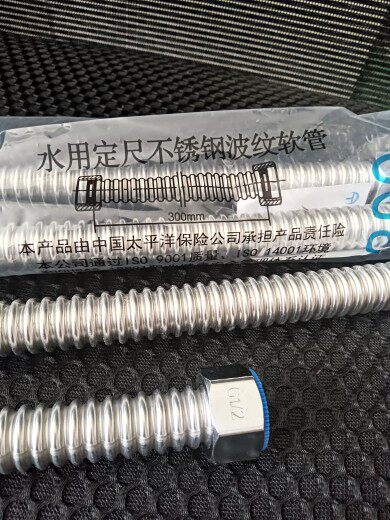 水用定尺不锈钢波纹软管
300mm
本产品由中国太平洋保险公司承担产品责任险
本公司通过ISO 9001质量、ISO 14001环境
G1/2